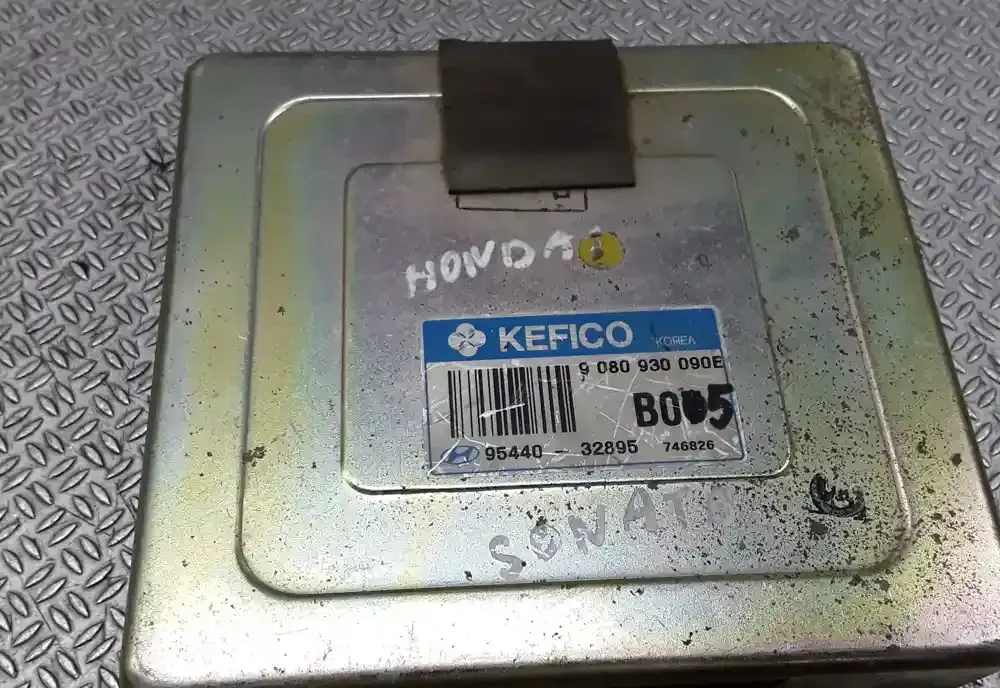 HONDAI
KEFICO KOREA
9 080 930 090E
95440- 32895 746826
SONATA